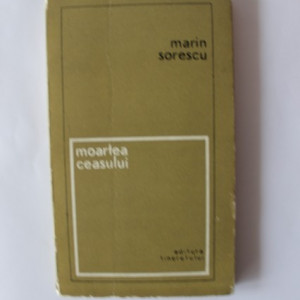 marin
sorescu
moartea
ceasului
editura
tineretului